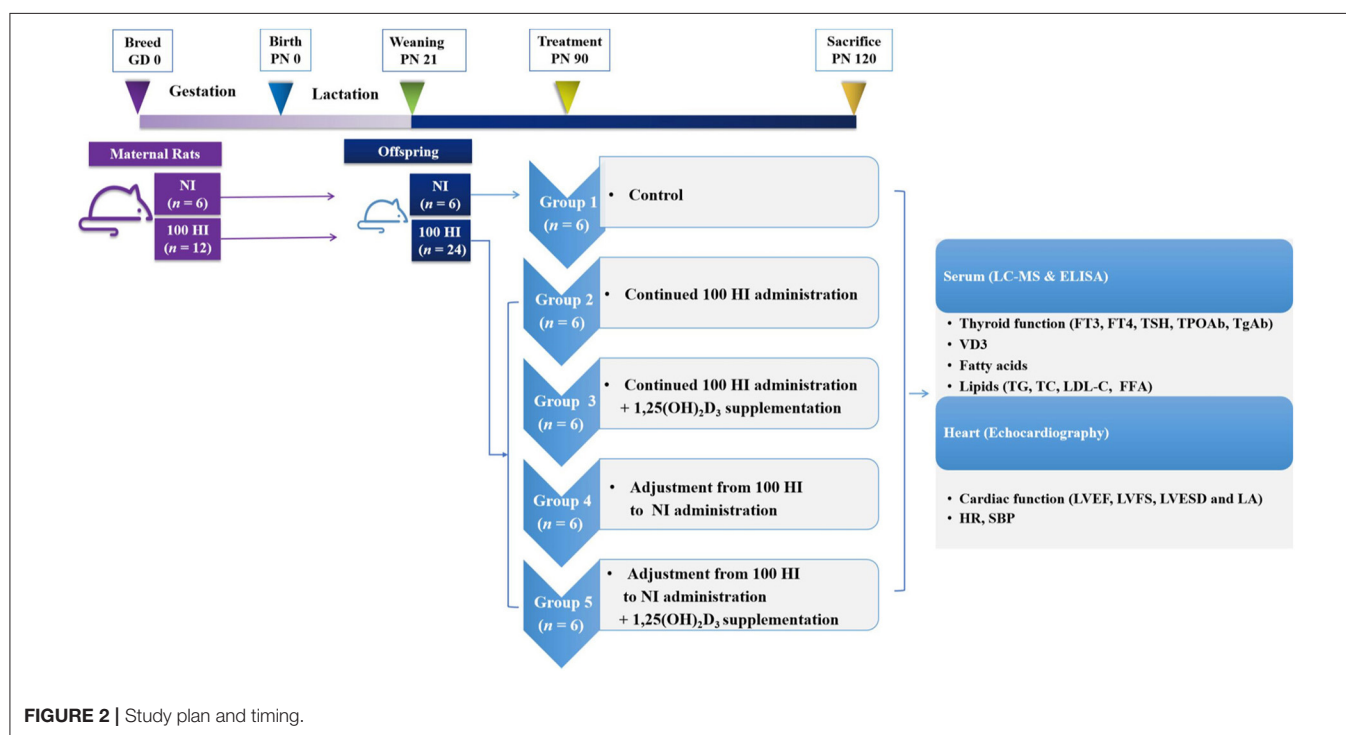 Breed
GD 0
Birth
PN 0
Weaning
PN 21
Treatment
PN 90
Sacrifice
PN 120
Gestation
Lactation
Maternal Rats
NI
(n = 6)
100 HI
(n = 12)
Offspring
NI
(n = 6)
100 HI
(n = 24)
Group 1
(n = 6)
• Control
Group 2
(n = 6)
• Continued 100 HI administration
Group 3
(n = 6)
• Continued 100 HI administration
+ 1,25(OH)₂D₃ supplementation
Group 4
(n = 6)
• Adjustment from 100 HI
to NI administration
Group 5
(n = 6)
• Adjustment from 100 HI
to NI administration
+ 1,25(OH)₂D₃ supplementation
Serum (LC-MS & ELISA)
• Thyroid function (FT3, FT4, TSH, TPOAb, TgAb)
• VD3
• Fatty acids
• Lipids (TG, TC, LDL-C, FFA)
Heart (Echocardiography)
• Cardiac function (LVEF, LVFS, LVESD and LA)
• HR, SBP
FIGURE 2 | Study plan and timing.